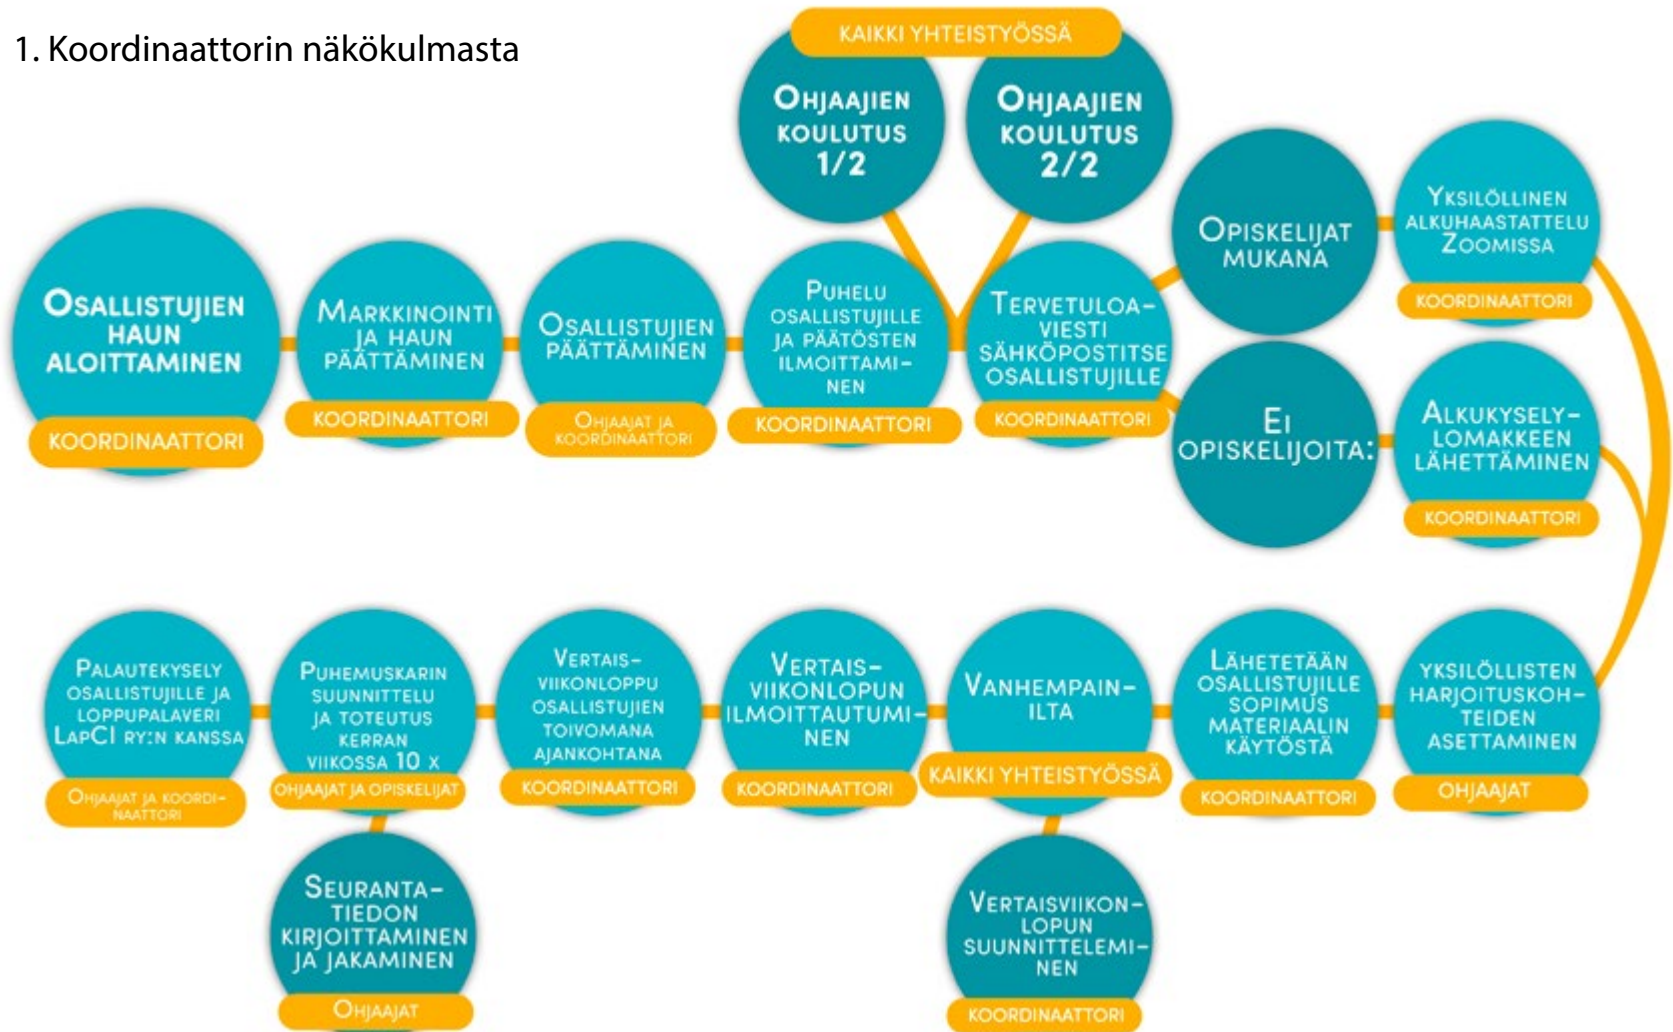 1. Koordinaattorin näkökulmasta
KAIKKI YHTEISTYÖSSÄ
OHJAAJIEN
KOULUTUS
1/2
OHJAAJIEN
KOULUTUS
2/2
OSALLISTUJIEN
HAUN
ALOITTAMINEN
KOORDINAATTORI
MARKKINOINTI
JA HAUN
PÄÄTTÄMINEN
KOORDINAATTORI
OSALLISTUJIEN
PÄÄTTÄMINEN
OHJAAJAT JA
KOORDINAATTORI
PUHELU
OSALLISTUJILLE
JA PÄÄTÖSTEN
ILMOITTAMI-
NEN
KOORDINAATTORI
TERVETULOA-
VIESTI
SÄHKÖPOSTITSE
OSALLISTUJILLE
KOORDINAATTORI
OPISKELIJAT
MUKANA
YKSILÖLLINEN
ALKUHAASTATTELU
ZOOMISSA
KOORDINAATTORI
EI
OPISKELIJOITA:
ALKUKYSELY-
LOMAKKEEN
LÄHETTÄMINEN
KOORDINAATTORI
YKSILÖLLISTEN
HARJOITUSKOH-
TEIDEN
ASETTAMINEN
OHJAAJAT
LÄHETETÄÄN
OSALLISTUJILLE
SOPIMUS
MATERIAALIN
KÄYTÖSTÄ
KOORDINAATTORI
VANHEMPAIN-
ILTA
KAIKKI YHTEISTYÖSSÄ
VERTAISVIIKON-
LOPUN
SUUNNITTELEMI-
NEN
KOORDINAATTORI
VERTAIS-
VIIKONLOPUN
ILMOITTAUTUMI-
NEN
KOORDINAATTORI
VERTAIS-
VIIKONLOPPU
OSALLISTUJIEN
TOIVOMANA
AJANKOHTANA
KOORDINAATTORI
PUHEMUSKARIN
SUUNNITTELU
JA TOTEUTUS
KERRAN
VIIKOSSA 10 X
OHJAAJAT JA OPISKELIJAT
SEURANTA-
TIEDON
KIRJOITTAMINEN
JA JAKAMINEN
OHJAAJAT
PALAUTEKYSELY
OSALLISTUJILLE JA
LOPPUPALAVERI
LAPCI RY:N KANSSA
OHJAAJAT JA KOORDI-
NAATTORI